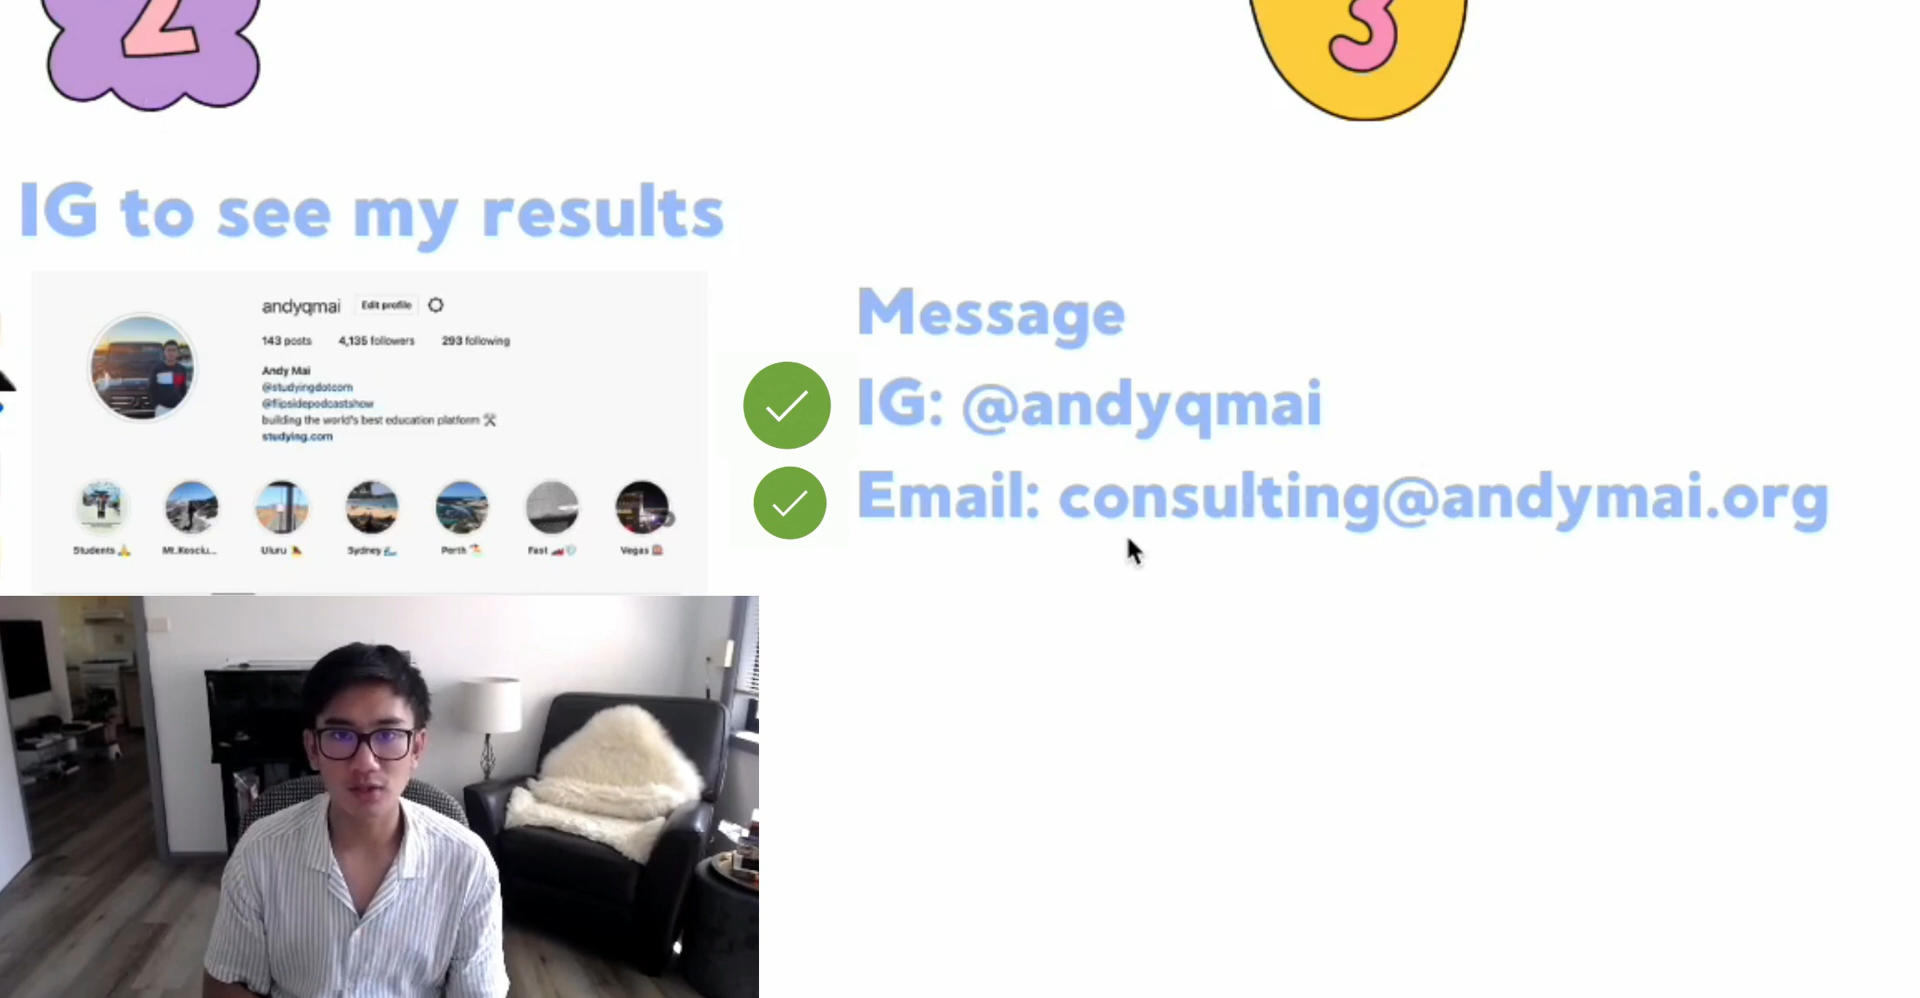 2
3
IG to see my results
andyqmai Edit profile
143 posts 4,135 followers 293 following
Andy Mai
@studyingdotcom
@flipsidepodcastshow
building the world's best education platform 🛠
studying.com
Students 🙏 Mt.Kosciu... Uluru Sydney Perth Fast Vegas 🎰
Message
IG: @andyqmai
Email: consulting@andymai.org